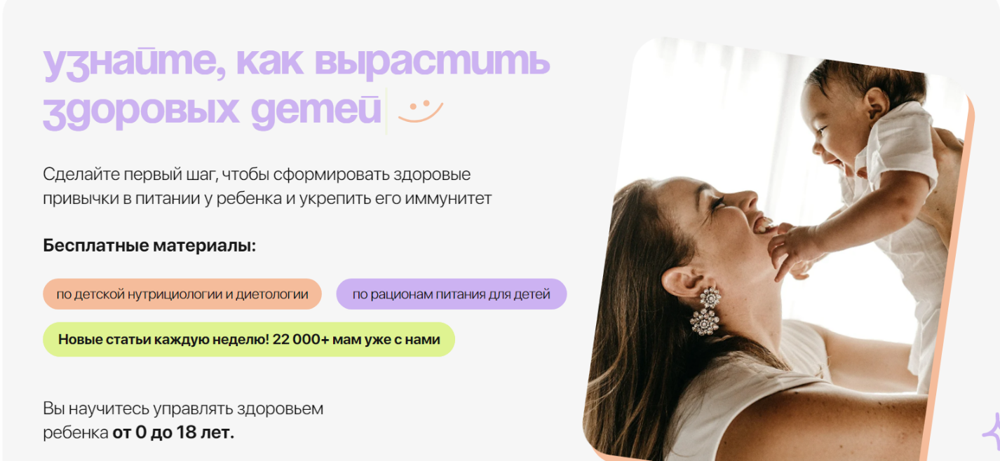 узнайте, как вырастить
здоровых детей
Сделайте первый шаг, чтобы сформировать здоровые
привычки в питании у ребенка и укрепить его иммунитет
Бесплатные материалы:
по детской нутрициологии и диетологии
по рационам питания для детей
Новые статьи каждую неделю! 22 000+ мам уже с нами
Вы научитесь управлять здоровьем
ребенка от 0 до 18 лет.